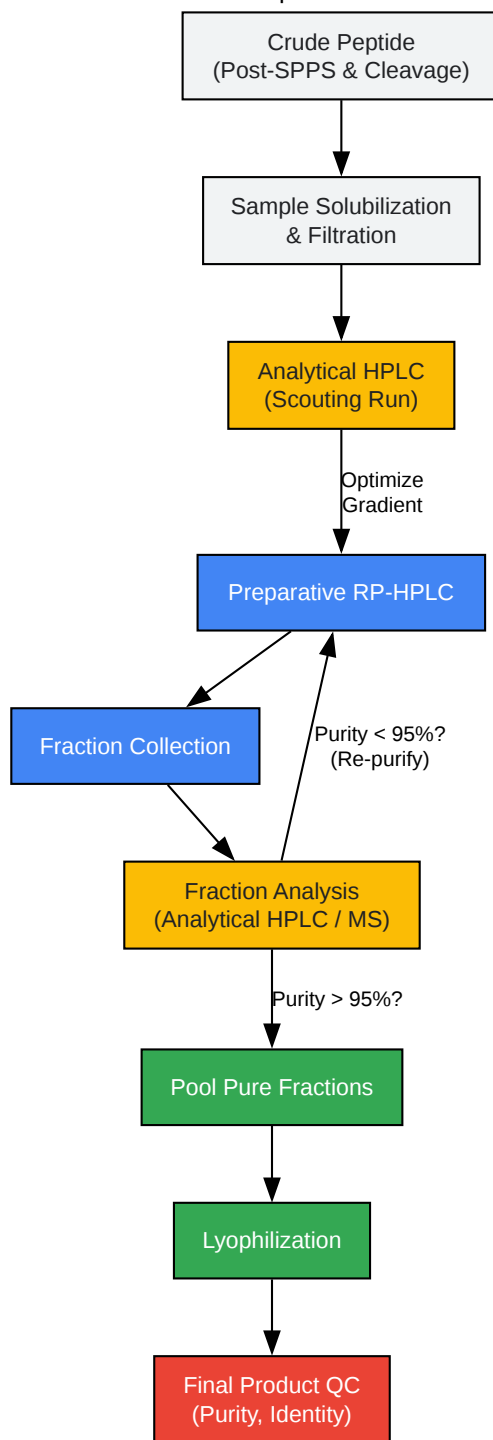 Crude Peptide
(Post-SPPS & Cleavage)
Sample Solubilization
& Filtration
Analytical HPLC
(Scouting Run)
Optimize
Gradient
Preparative RP-HPLC
Fraction Collection
Purity < 95%?
(Re-purify)
Fraction Analysis
(Analytical HPLC / MS)
Purity > 95%?
Pool Pure Fractions
Lyophilization
Final Product QC
(Purity, Identity)